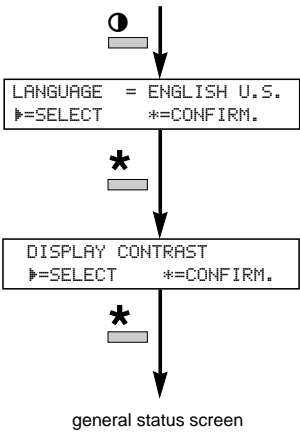 LANGUAGE = ENGLISH U.S.
▶=SELECT *=CONFIRM.
*
DISPLAY CONTRAST
▶=SELECT *=CONFIRM.
*
general status screen